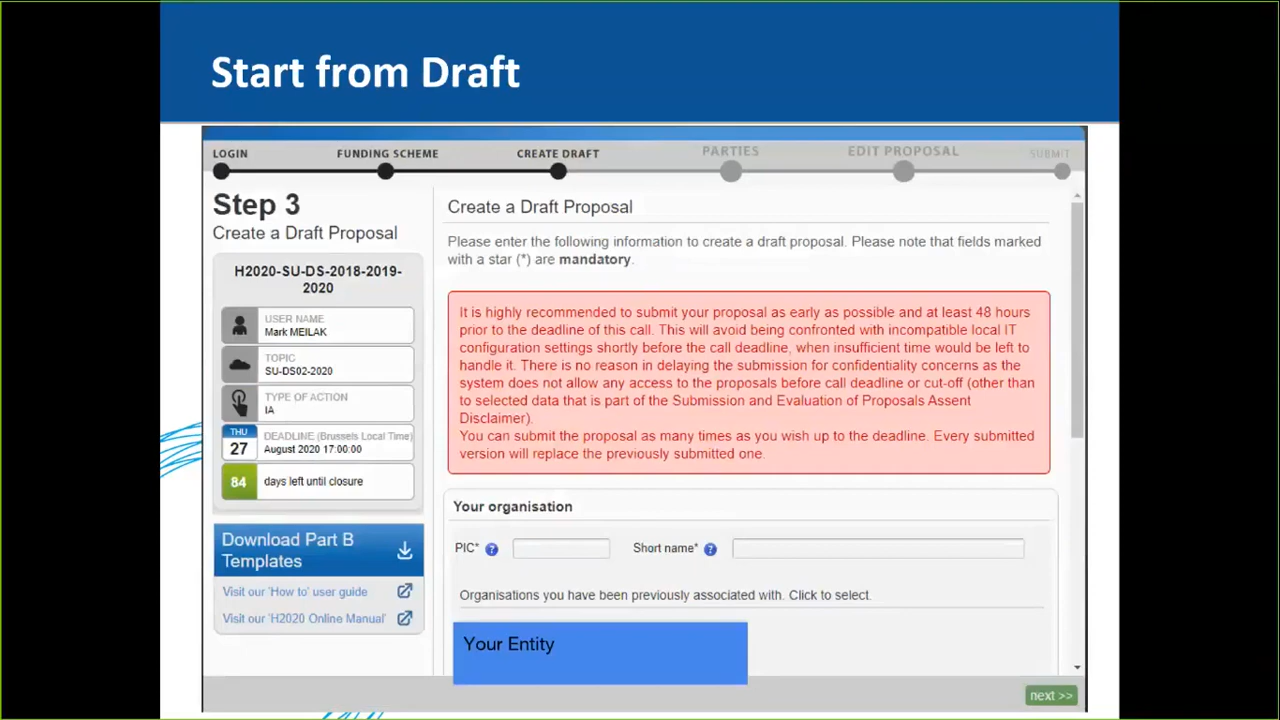 Start from Draft
LOGIN
FUNDING SCHEME
CREATE DRAFT
PARTIES
EDIT PROPOSAL
SUBMIT
Step 3
Create a Draft Proposal
H2020-SU-DS-2018-2019-
2020
USER NAME
Mark MEILAK
TOPIC
SU-DS02-2020
TYPE OF ACTION
IA
THU
27
DEADLINE (Brussels Local Time)
August 2020 17:00:00
84
days left until closure
Download Part B
Templates
Visit our 'How to' user guide
Visit our 'H2020 Online Manual'
Create a Draft Proposal
Please enter the following information to create a draft proposal. Please note that fields marked
with a star (*) are mandatory.
It is highly recommended to submit your proposal as early as possible and at least 48 hours
prior to the deadline of this call. This will avoid being confronted with incompatible local IT
configuration settings shortly before the call deadline, when insufficient time would be left to
handle it. There is no reason in delaying the submission for confidentiality concerns as the
system does not allow any access to the proposals before call deadline or cut-off (other than
to selected data that is part of the Submission and Evaluation of Proposals Assent
Disclaimer).
You can submit the proposal as many times as you wish up to the deadline. Every submitted
version will replace the previously submitted one.
Your organisation
PIC* ?
Short name* ?
Organisations you have been previously associated with. Click to select.
Your Entity
next >>